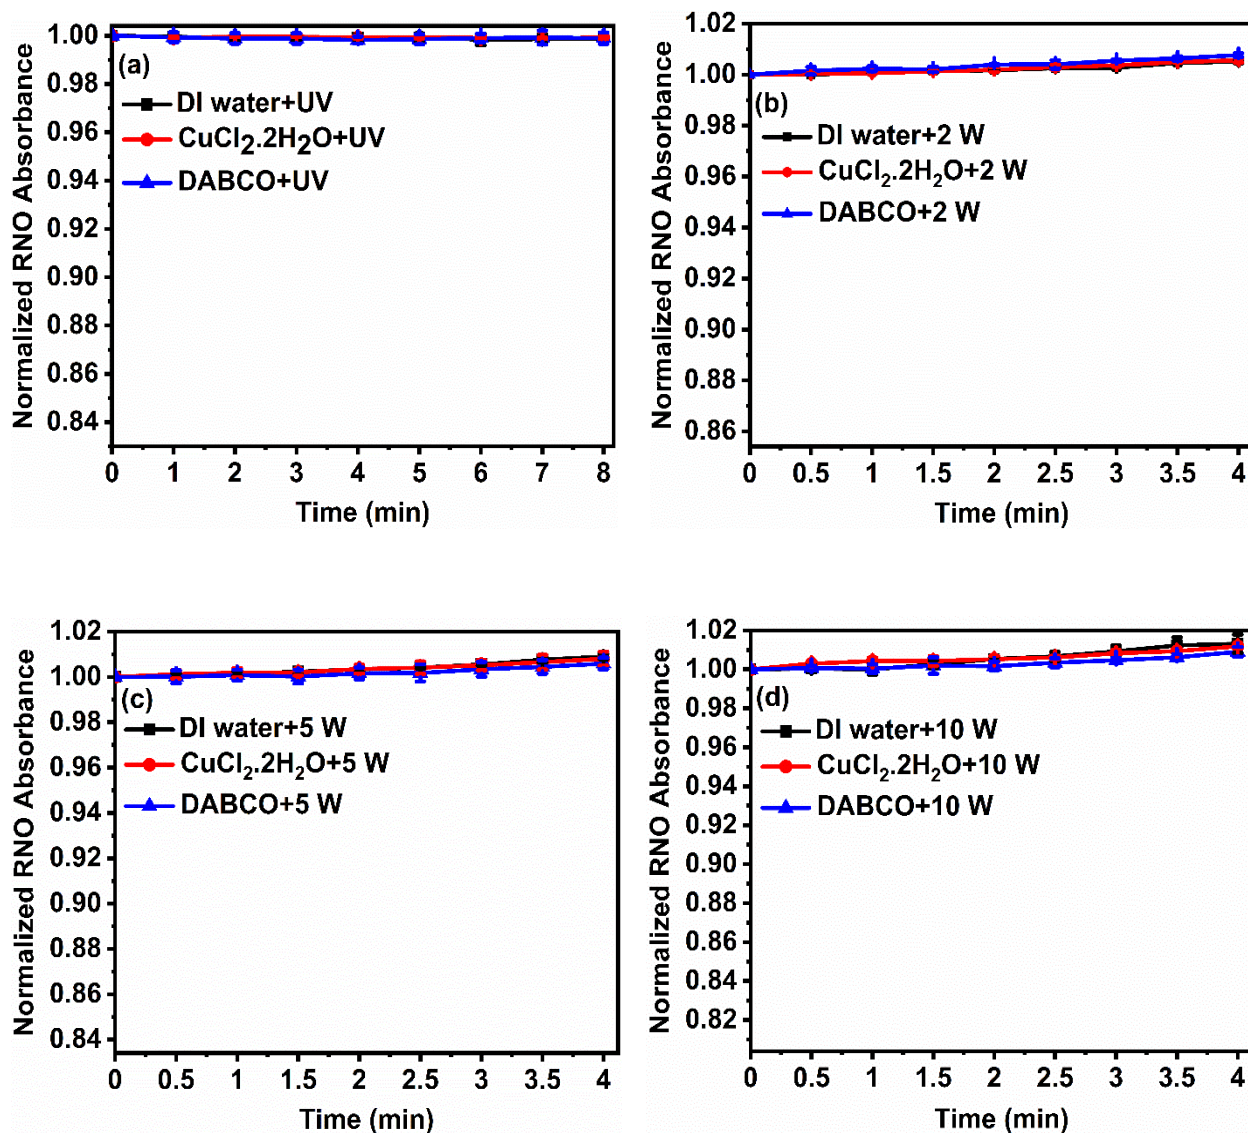 Normalized RNO Absorbance
1.00
0.98
0.96
0.94
0.92
0.90
0.88
0.86
0.84
(a)
DI water+UV
CuCl2.2H2O+UV
DABCO+UV
0 1 2 3 4 5 6 7 8
Time (min)
Normalized RNO Absorbance
1.02
1.00
0.98
0.96
0.94
0.92
0.90
0.88
0.86
(b)
DI water+2 W
CuCl₂.2H₂O+2 W
DABCO+2 W
0 0.5 1 1.5 2 2.5 3 3.5 4
Time (min)
Normalized RNO Absorbance
1.02
1.00
0.98
0.96
0.94
0.92
0.90
0.88
0.86
0.84
(c)
DI water+5 W
CuCl₂.2H₂O+5 W
DABCO+5 W
0 0.5 1 1.5 2 2.5 3 3.5 4
Time (min)
Normalized RNO Absorbance
1.02
1.00
0.98
0.96
0.94
0.92
0.90
0.88
0.86
0.84
0.82
(d)
DI water+10 W
CuCl₂.2H₂O+10 W
DABCO+10 W
0 0.5 1 1.5 2 2.5 3 3.5 4
Time (min)